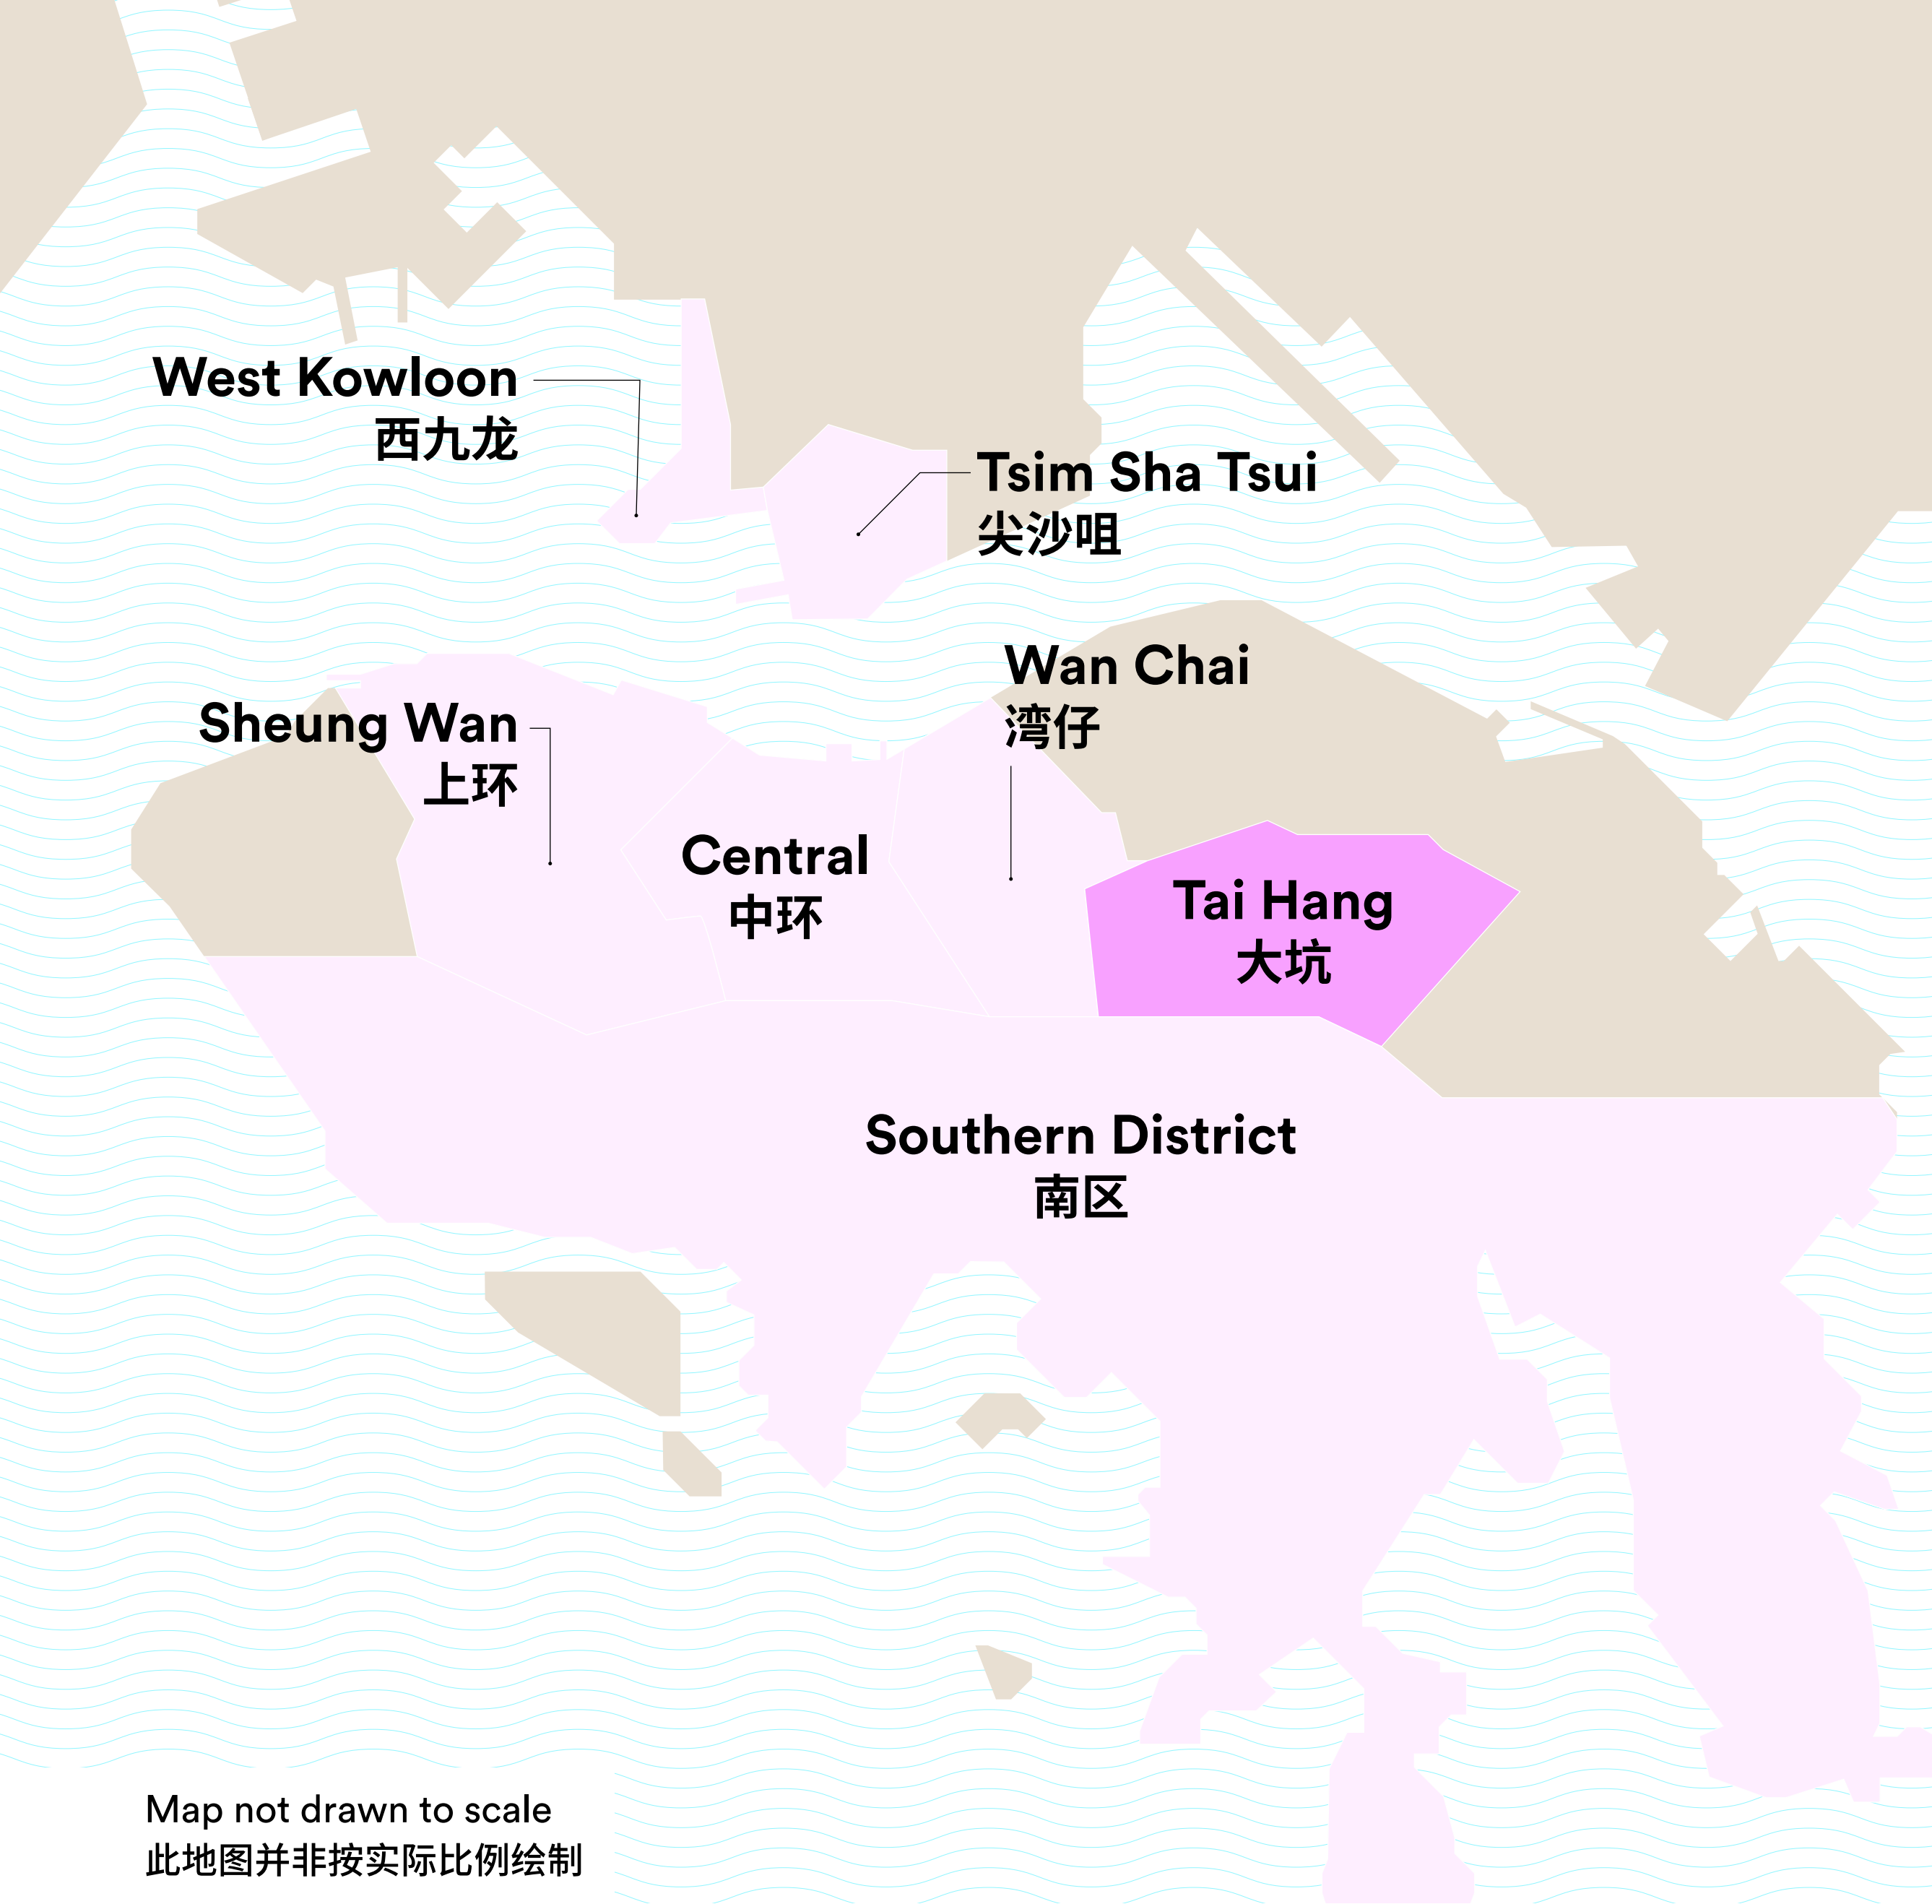 West Kowloon
西九龙
Tsim Sha Tsui
尖沙咀
Wan Chai
湾仔
Sheung Wan
上环
Central
中环
Tai Hang
大坑
Southern District
南区
Map not drawn to scale
此地图并非按实际比例绘制